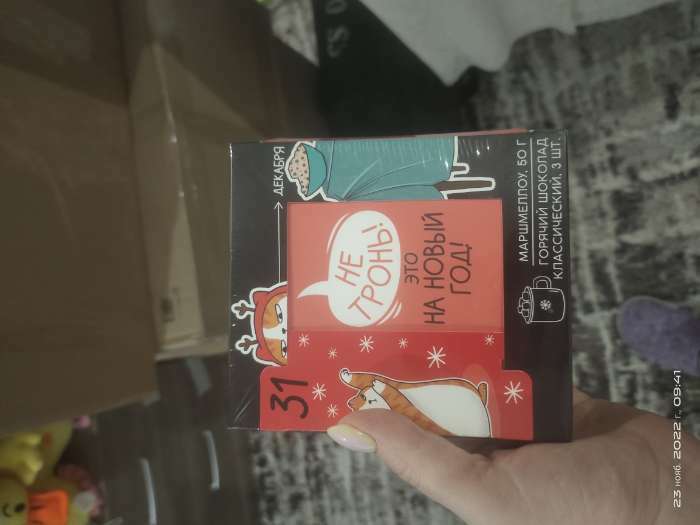 31
ДЕКАБРЯ
НЕ
ТРОНЬ!
ЭТО
НА НОВЫЙ
ГОД!
МАРШМЕЛЛОУ, 50 Г
ГОРЯЧИЙ ШОКОЛАД
КЛАССИЧЕСКИЙ, 3 ШТ.
23 нояб. 2022 г., 09:41